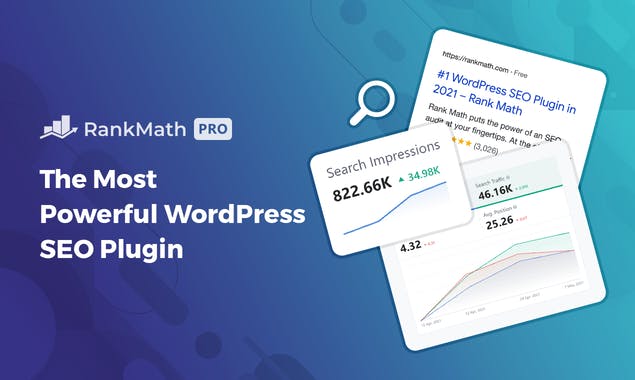 RankMath PRO
The Most
Powerful WordPress
SEO Plugin
https://rankmath.com · Free
#1 WordPress SEO Plugin in
2021 – Rank Math
Rank Math puts the power of an SEO
audit at your fingertips. At the
(3,026)
Search Impressions
822.66K ▲ 34.98K
Search Traffic
46.16K
Avg. Position
4.32
25.26